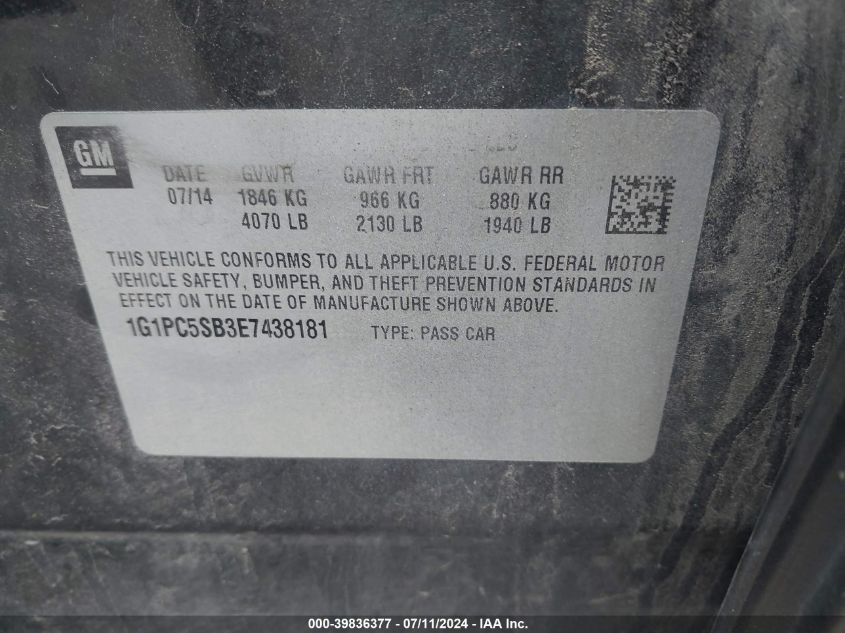 GM
DATE GVWR GAWR FRT GAWR RR
07/14 1846 KG 966 KG 880 KG
4070 LB 2130 LB 1940 LB
THIS VEHICLE CONFORMS TO ALL APPLICABLE U.S. FEDERAL MOTOR
VEHICLE SAFETY, BUMPER, AND THEFT PREVENTION STANDARDS IN
EFFECT ON THE DATE OF MANUFACTURE SHOWN ABOVE.
1G1PC5SB3E7438181 TYPE: PASS CAR
000-39836377 - 07/11/2024 - IAA Inc.